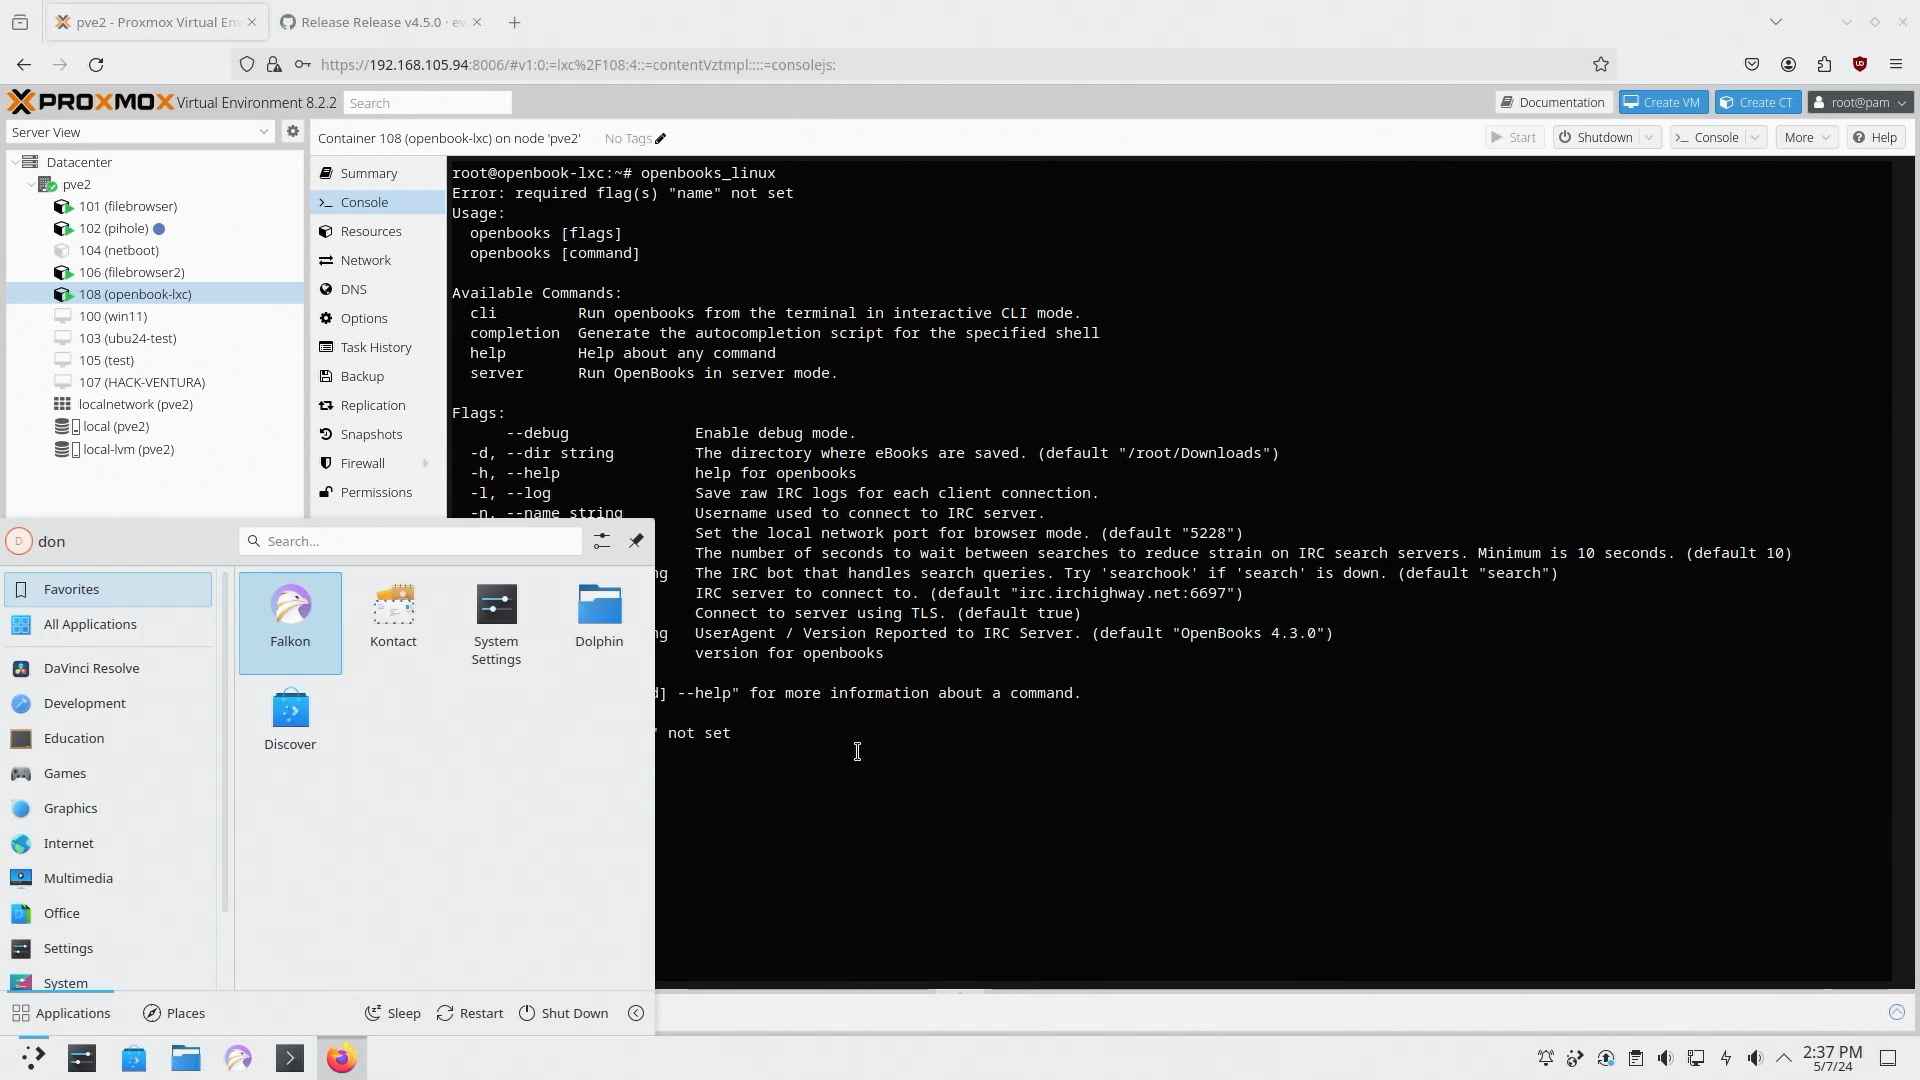 pve2 - Proxmox Virtual En
Release Release v4.5.0 · ev
https://192.168.105.94:8006/#v1:0:=lxc%2F108:4::=contentVztmpl::::=consolejs:
PROXMOX Virtual Environment 8.2.2
Search
Documentation
Create VM
Create CT
root@pam
Server View
Container 108 (openbook-lxc) on node 'pve2'
No Tags
Start
Shutdown
Console
More
Help
Datacenter
pve2
101 (filebrowser)
102 (pihole)
104 (netboot)
106 (filebrowser2)
108 (openbook-lxc)
100 (win11)
103 (ubu24-test)
105 (test)
107 (HACK-VENTURA)
localnetwork (pve2)
local (pve2)
local-lvm (pve2)
Summary
Console
Resources
Network
DNS
Options
Task History
Backup
Replication
Snapshots
Firewall
Permissions
root@openbook-lxc:~# openbooks_linux
Error: required flag(s) "name" not set
Usage:
openbooks [flags]
openbooks [command]
Available Commands:
cli Run openbooks from the terminal in interactive CLI mode.
completion Generate the autocompletion script for the specified shell
help Help about any command
server Run OpenBooks in server mode.
Flags:
--debug Enable debug mode.
-d, --dir string The directory where eBooks are saved. (default "/root/Downloads")
-h, --help help for openbooks
-l, --log Save raw IRC logs for each client connection.
-n, --name string Username used to connect to IRC server.
Set the local network port for browser mode. (default "5228")
The number of seconds to wait between searches to reduce strain on IRC search servers. Minimum is 10 seconds. (default 10)
ng The IRC bot that handles search queries. Try 'searchook' if 'search' is down. (default "search")
IRC server to connect to. (default "irc.irchighway.net:6697")
Connect to server using TLS. (default true)
ng UserAgent / Version Reported to IRC Server. (default "OpenBooks 4.3.0")
version for openbooks
] --help" for more information about a command.
" not set
D
don
Search...
Favorites
All Applications
DaVinci Resolve
Development
Education
Games
Graphics
Internet
Multimedia
Office
Settings
System
Falkon
Kontact
System Settings
Dolphin
Discover
Applications
Places
Sleep
Restart
Shut Down
2:37 PM
5/7/24